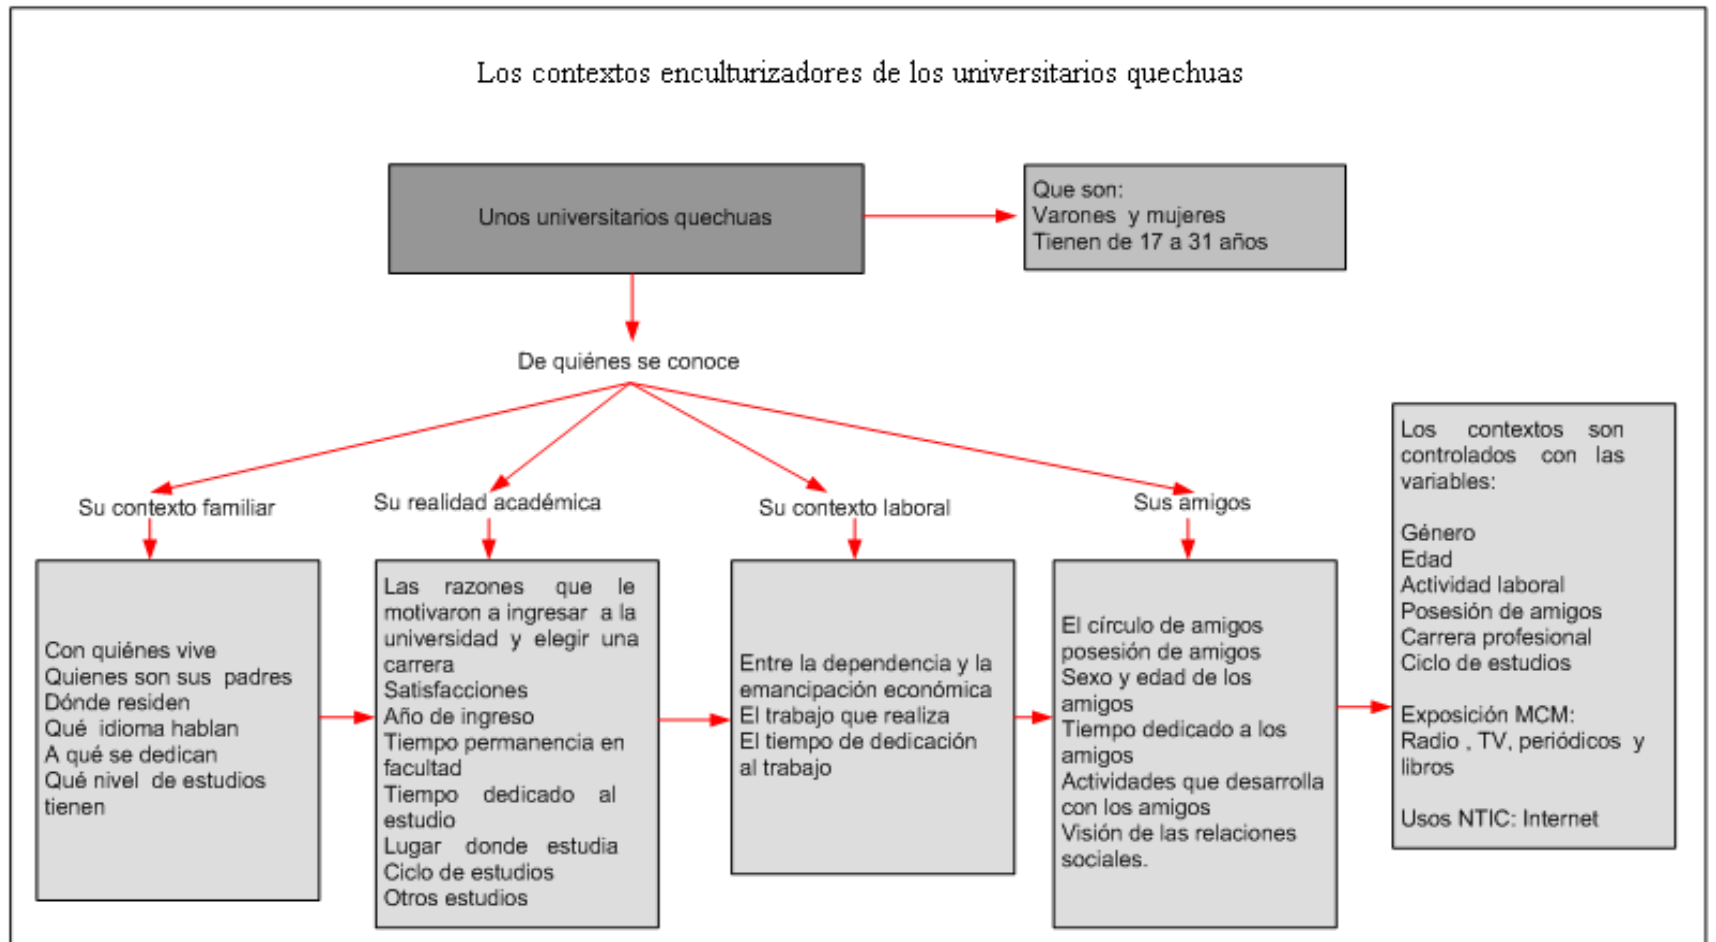 Los contextos enculturizadores de los universitarios quechuas
Unos universitarios quechuas
Que son:
Varones y mujeres
Tienen de 17 a 31 años
De quiénes se conoce
Su contexto familiar
Su realidad académica
Su contexto laboral
Sus amigos
Con quiénes vive
Quienes son sus padres
Dónde residen
Qué idioma hablan
A qué se dedican
Qué nivel de estudios
tienen
Las razones que le
motivaron a ingresar a la
universidad y elegir una
carrera
Satisfacciones
Año de ingreso
Tiempo permanencia en
facultad
Tiempo dedicado al
estudio
Lugar donde estudia
Ciclo de estudios
Otros estudios
Entre la dependencia y la
emancipación económica
El trabajo que realiza
El tiempo de dedicación
al trabajo
El círculo de amigos
posesión de amigos
Sexo y edad de los
amigos
Tiempo dedicado a los
amigos
Actividades que desarrolla
con los amigos
Visión de las relaciones
sociales.
Los contextos son
controlados con las
variables:
Género
Edad
Actividad laboral
Posesión de amigos
Carrera profesional
Ciclo de estudios
Exposición MCM:
Radio , TV, periódicos y
libros
Usos NTIC: Internet